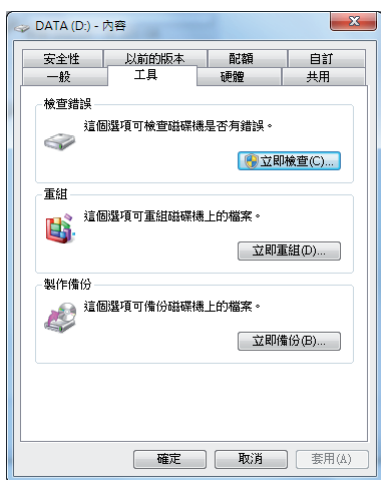 DATA (D:) - 內容
安全性 以前的版本 配額 自訂
一般 工具 硬體 共用
檢查錯誤
這個選項可檢查磁碟機是否有錯誤。
立即檢查(C)...
重組
這個選項可重組磁碟機上的檔案。
立即重組(D)...
製作備份
這個選項可備份磁碟機上的檔案。
立即備份(B)...
確定 取消 套用(A)